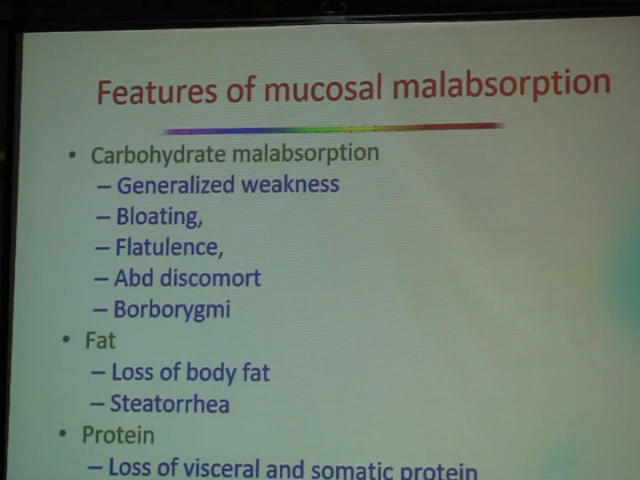 Features of mucosal malabsorption
• Carbohydrate malabsorption
– Generalized weakness
– Bloating,
– Flatulence,
– Abd discomort
– Borborygmi
• Fat
– Loss of body fat
– Steatorrhea
• Protein
– Loss of visceral and somatic protein